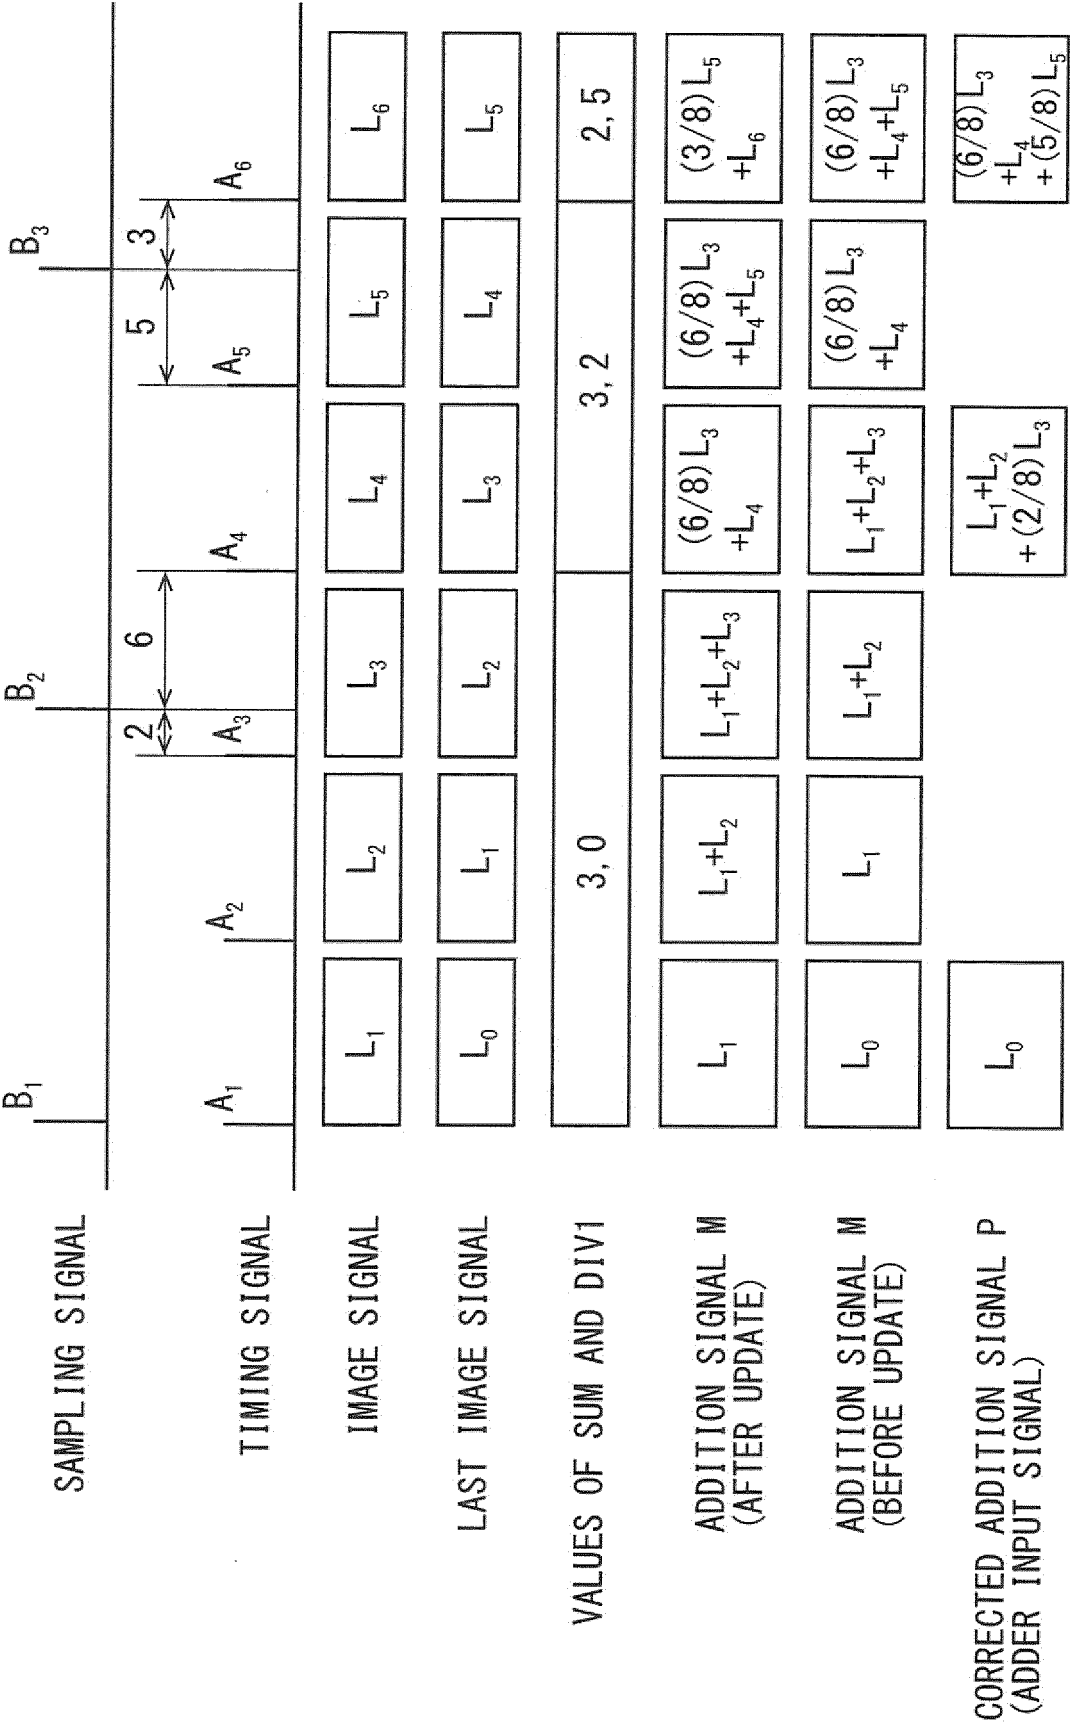 SAMPLING SIGNAL
B1 B2 B3
2 6 5 3
TIMING SIGNAL
A1 A2 A3 A4 A5 A6
IMAGE SIGNAL
L1 L2 L3 L4 L5 L6
LAST IMAGE SIGNAL
L0 L1 L2 L3 L4 L5
VALUES OF SUM AND DIV1
3, 0 3, 2 2, 5
ADDITION SIGNAL M
(AFTER UPDATE)
L1
L1+L2
L1+L2+L3
(6/8)L3
+L4
(6/8)L3
+L4+L5
(3/8)L5
+L6
ADDITION SIGNAL M
(BEFORE UPDATE)
L0
L1
L1+L2
L1+L2+L3
(6/8)L3
+L4
(6/8)L3
+L4+L5
CORRECTED ADDITION SIGNAL P
(ADDER INPUT SIGNAL)
L0
L1+L2
+(2/8)L3
(6/8)L3
+L4
+(5/8)L5